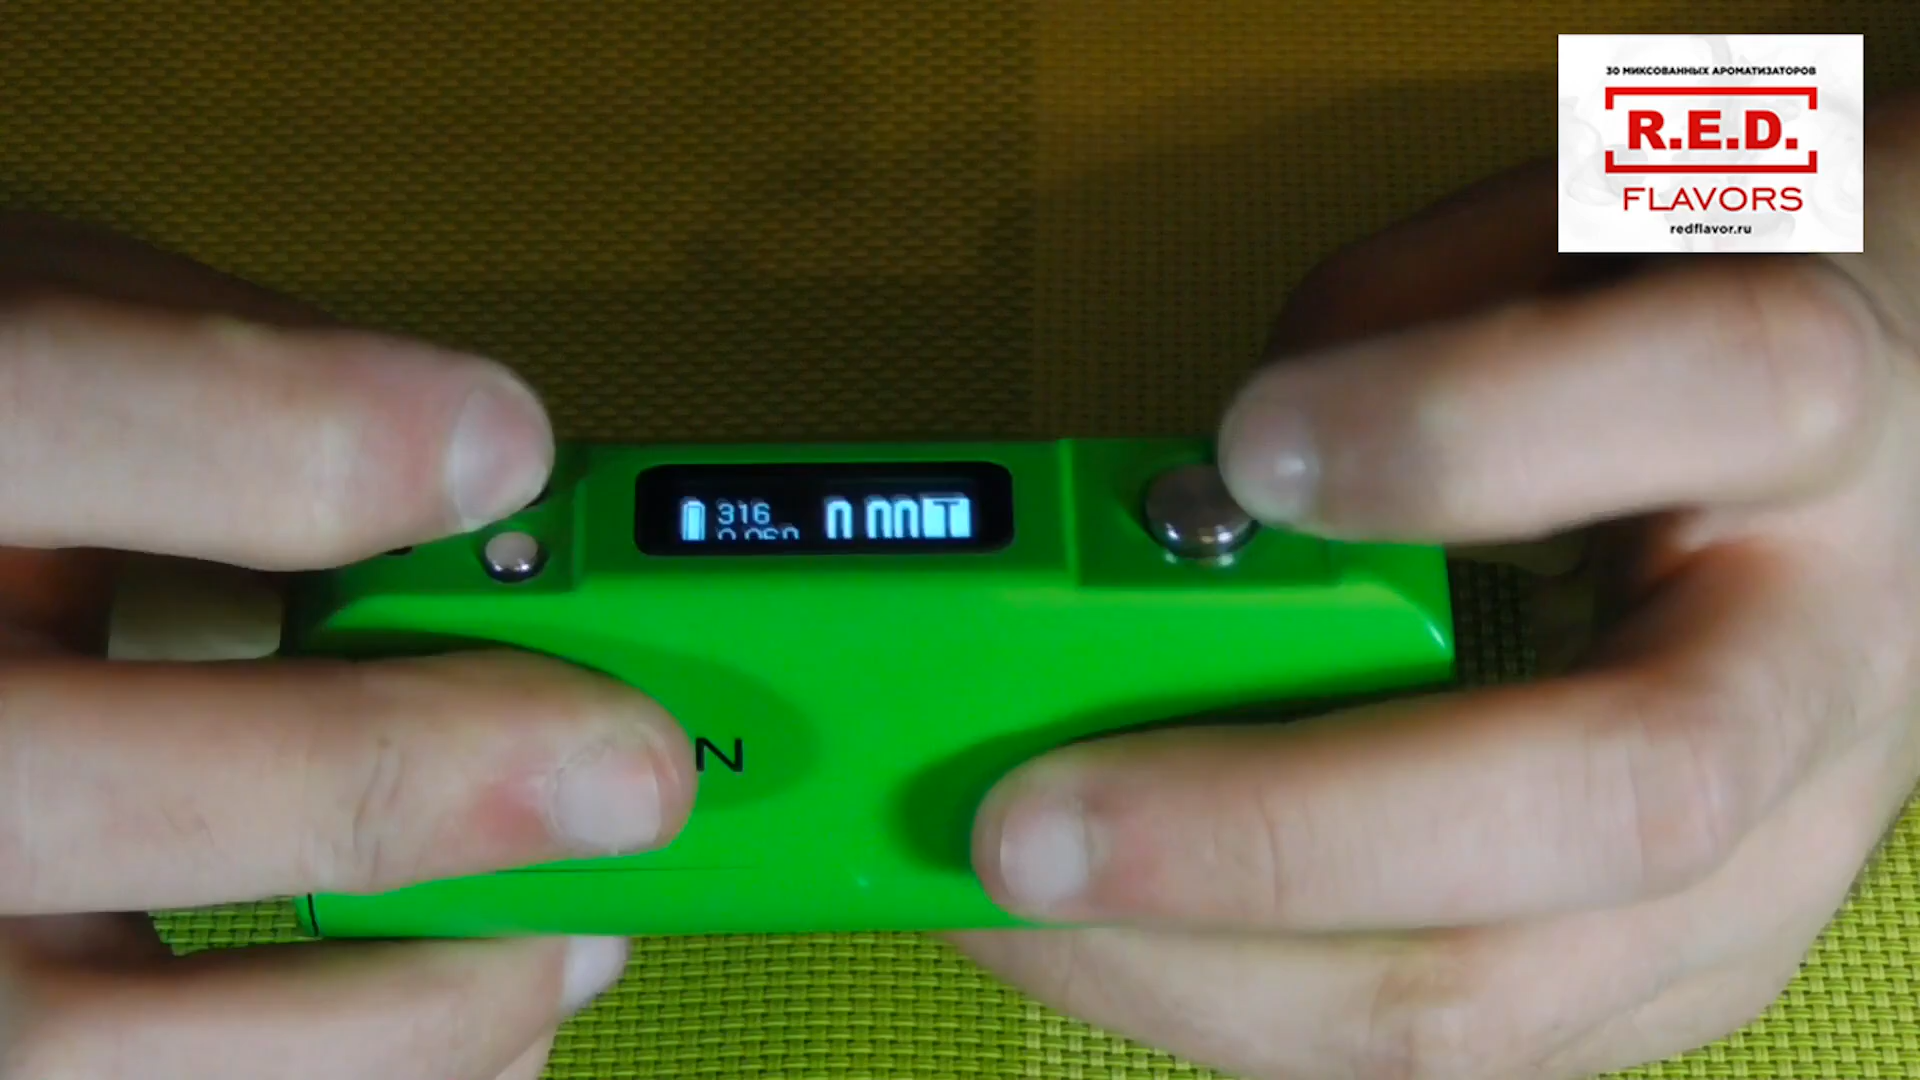 30 МИКСОВАННЫХ АРОМАТИЗАТОРОВ
R.E.D.
FLAVORS
redflavor.ru
316
N